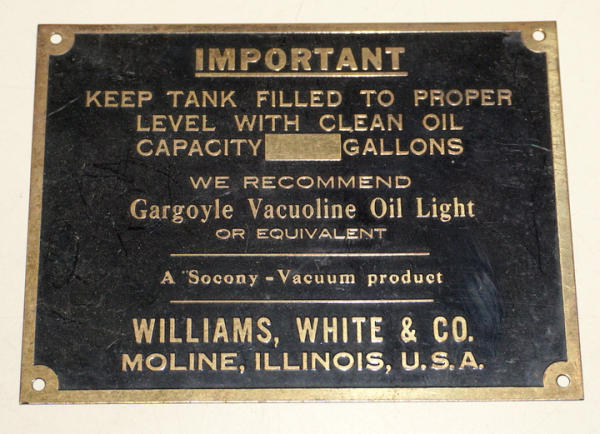 IMPORTANT
KEEP TANK FILLED TO PROPER
LEVEL WITH CLEAN OIL
CAPACITY GALLONS
WE RECOMMEND
Gargoyle Vacuoline Oil Light
OR EQUIVALENT
A Socony-Vacuum product
WILLIAMS, WHITE & CO.
MOLINE, ILLINOIS, U.S.A.